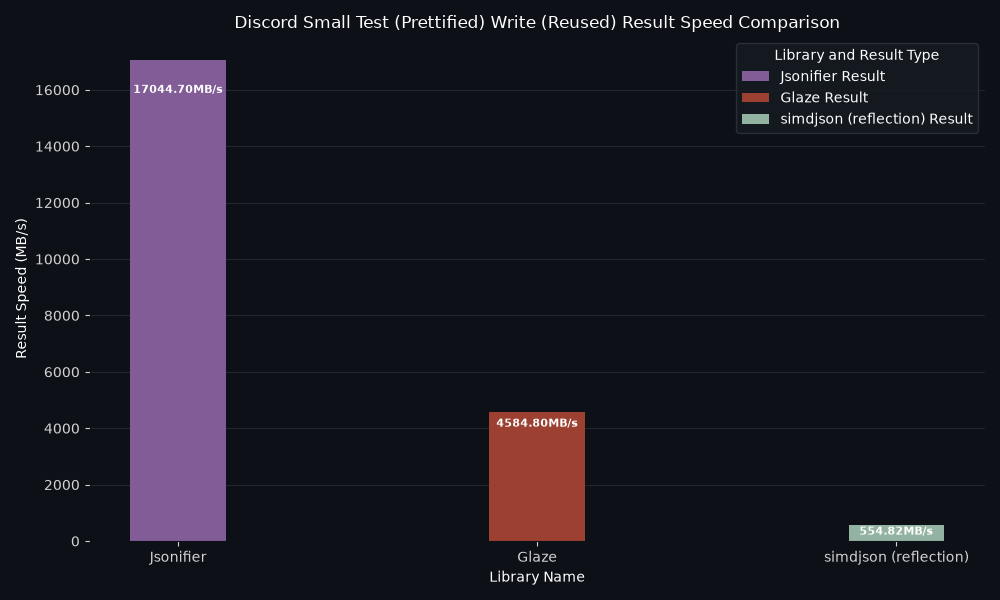 Discord Small Test (Prettified) Write (Reused) Result Speed Comparison
Library and Result Type
Jsonifier Result
Glaze Result
simdjson (reflection) Result
17044.70MB/s
4584.80MB/s
554.82MB/s
Result Speed (MB/s)
16000
14000
12000
10000
8000
6000
4000
2000
0
Jsonifier
Glaze
simdjson (reflection)
Library Name